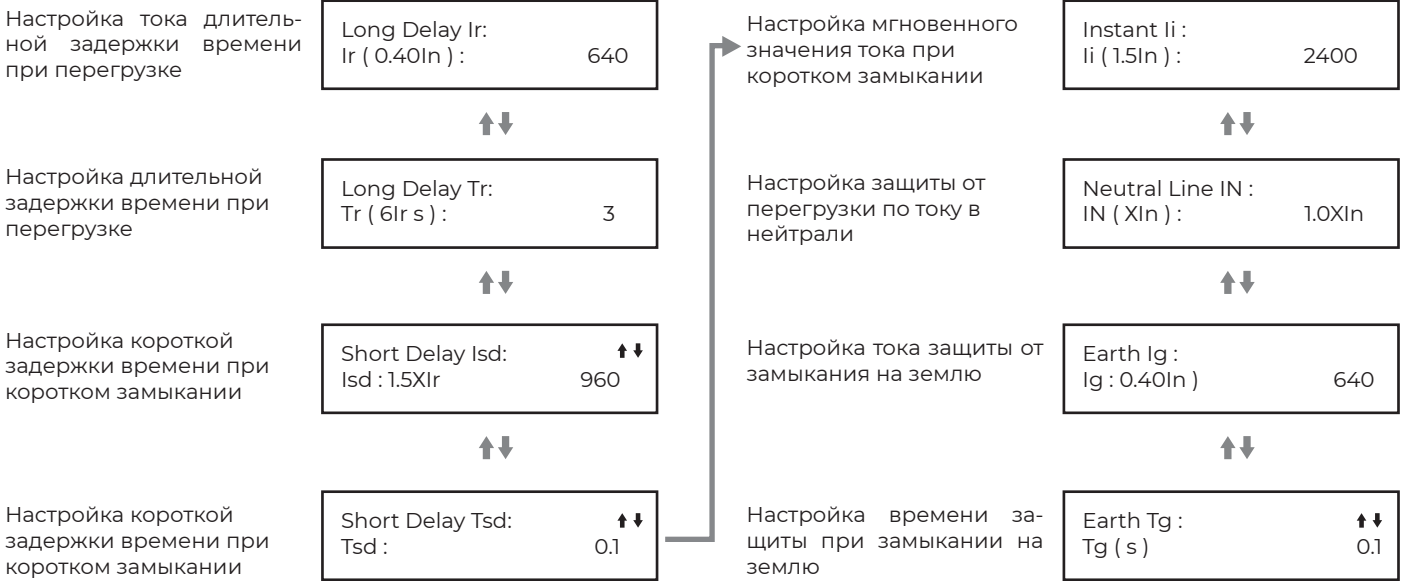 Настройка тока длитель-
ной задержки времени
при перегрузке
Long Delay Ir:
Ir ( 0.40In ) : 640
Настройка длительной
задержки времени при
перегрузке
Long Delay Tr:
Tr ( 6Ir s ) : 3
Настройка короткой
задержки времени при
коротком замыкании
Short Delay Isd:
Isd : 1.5XIr 960
Настройка короткой
задержки времени при
коротком замыкании
Short Delay Tsd:
Tsd : 0.1
Настройка мгновенного
значения тока при
коротком замыкании
Instant Ii :
Ii ( 1.5In ) : 2400
Настройка защиты от
перегрузки по току в
нейтрали
Neutral Line IN :
IN ( XIn ) : 1.0XIn
Настройка тока защиты от
замыкания на землю
Earth Ig :
Ig : 0.40In ) 640
Настройка времени за-
щиты при замыкании на
землю
Earth Tg :
Tg ( s ) 0.1